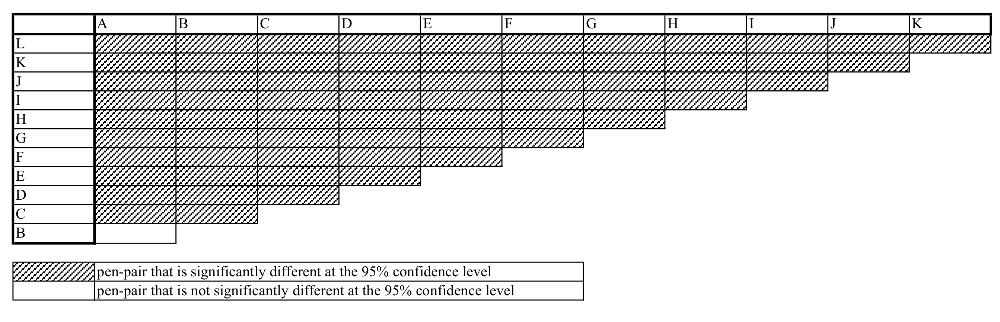 A B C D E F G H I J K
L
K
J
I
H
G
F
E
D
C
B
pen-pair that is significantly different at the 95% confidence level
pen-pair that is not significantly different at the 95% confidence level